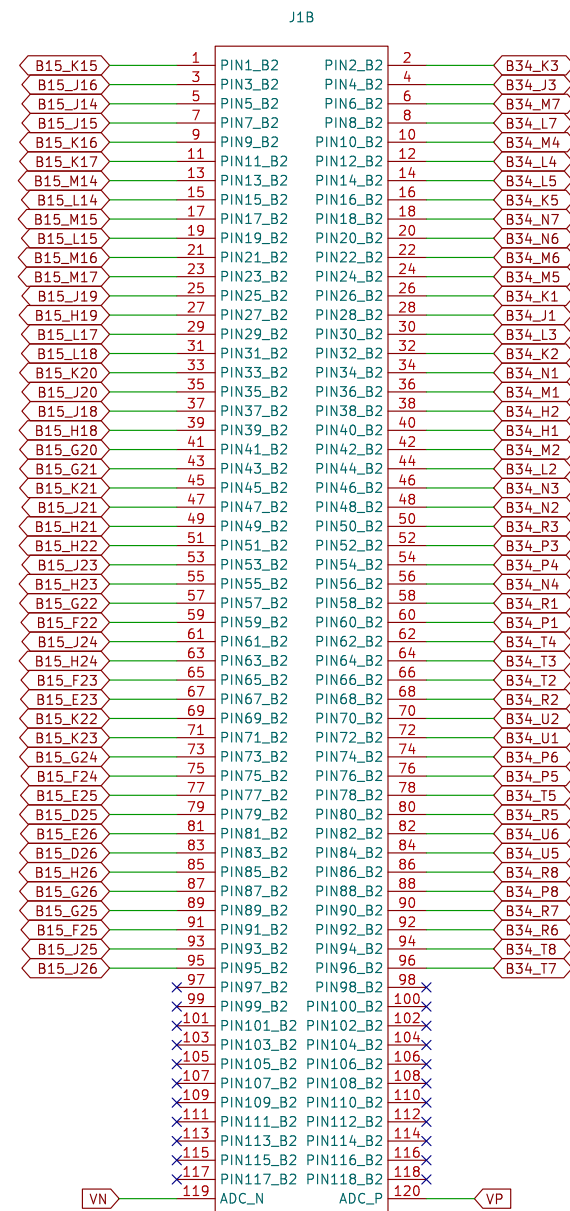 J1B
B15_K15 1 PIN1_B2 PIN2_B2 2 B34_K3
B15_J16 3 PIN3_B2 PIN4_B2 4 B34_J3
B15_J14 5 PIN5_B2 PIN6_B2 6 B34_M7
B15_J15 7 PIN7_B2 PIN8_B2 8 B34_L7
B15_K16 9 PIN9_B2 PIN10_B2 10 B34_M4
B15_K17 11 PIN11_B2 PIN12_B2 12 B34_L4
B15_M14 13 PIN13_B2 PIN14_B2 14 B34_L5
B15_L14 15 PIN15_B2 PIN16_B2 16 B34_K5
B15_M15 17 PIN17_B2 PIN18_B2 18 B34_N7
B15_L15 19 PIN19_B2 PIN20_B2 20 B34_N6
B15_M16 21 PIN21_B2 PIN22_B2 22 B34_M6
B15_M17 23 PIN23_B2 PIN24_B2 24 B34_M5
B15_J19 25 PIN25_B2 PIN26_B2 26 B34_K1
B15_H19 27 PIN27_B2 PIN28_B2 28 B34_J1
B15_L17 29 PIN29_B2 PIN30_B2 30 B34_L3
B15_L18 31 PIN31_B2 PIN32_B2 32 B34_K2
B15_K20 33 PIN33_B2 PIN34_B2 34 B34_N1
B15_J20 35 PIN35_B2 PIN36_B2 36 B34_M1
B15_J18 37 PIN37_B2 PIN38_B2 38 B34_H2
B15_H18 39 PIN39_B2 PIN40_B2 40 B34_H1
B15_G20 41 PIN41_B2 PIN42_B2 42 B34_M2
B15_G21 43 PIN43_B2 PIN44_B2 44 B34_L2
B15_K21 45 PIN45_B2 PIN46_B2 46 B34_N3
B15_J21 47 PIN47_B2 PIN48_B2 48 B34_N2
B15_H21 49 PIN49_B2 PIN50_B2 50 B34_R3
B15_H22 51 PIN51_B2 PIN52_B2 52 B34_P3
B15_J23 53 PIN53_B2 PIN54_B2 54 B34_P4
B15_H23 55 PIN55_B2 PIN56_B2 56 B34_N4
B15_G22 57 PIN57_B2 PIN58_B2 58 B34_R1
B15_F22 59 PIN59_B2 PIN60_B2 60 B34_P1
B15_J24 61 PIN61_B2 PIN62_B2 62 B34_T4
B15_H24 63 PIN63_B2 PIN64_B2 64 B34_T3
B15_F23 65 PIN65_B2 PIN66_B2 66 B34_T2
B15_E23 67 PIN67_B2 PIN68_B2 68 B34_R2
B15_K22 69 PIN69_B2 PIN70_B2 70 B34_U2
B15_K23 71 PIN71_B2 PIN72_B2 72 B34_U1
B15_G24 73 PIN73_B2 PIN74_B2 74 B34_P6
B15_F24 75 PIN75_B2 PIN76_B2 76 B34_P5
B15_E25 77 PIN77_B2 PIN78_B2 78 B34_T5
B15_D25 79 PIN79_B2 PIN80_B2 80 B34_R5
B15_E26 81 PIN81_B2 PIN82_B2 82 B34_U6
B15_D26 83 PIN83_B2 PIN84_B2 84 B34_U5
B15_H26 85 PIN85_B2 PIN86_B2 86 B34_R8
B15_G26 87 PIN87_B2 PIN88_B2 88 B34_P8
B15_G25 89 PIN89_B2 PIN90_B2 90 B34_R7
B15_F25 91 PIN91_B2 PIN92_B2 92 B34_R6
B15_J25 93 PIN93_B2 PIN94_B2 94 B34_T8
B15_J26 95 PIN95_B2 PIN96_B2 96 B34_T7
97 PIN97_B2 PIN98_B2 98
99 PIN99_B2 PIN100_B2 100
101 PIN101_B2 PIN102_B2 102
103 PIN103_B2 PIN104_B2 104
105 PIN105_B2 PIN106_B2 106
107 PIN107_B2 PIN108_B2 108
109 PIN109_B2 PIN110_B2 110
111 PIN111_B2 PIN112_B2 112
113 PIN113_B2 PIN114_B2 114
115 PIN115_B2 PIN116_B2 116
117 PIN117_B2 PIN118_B2 118
VN 119 ADC_N ADC_P 120 VP